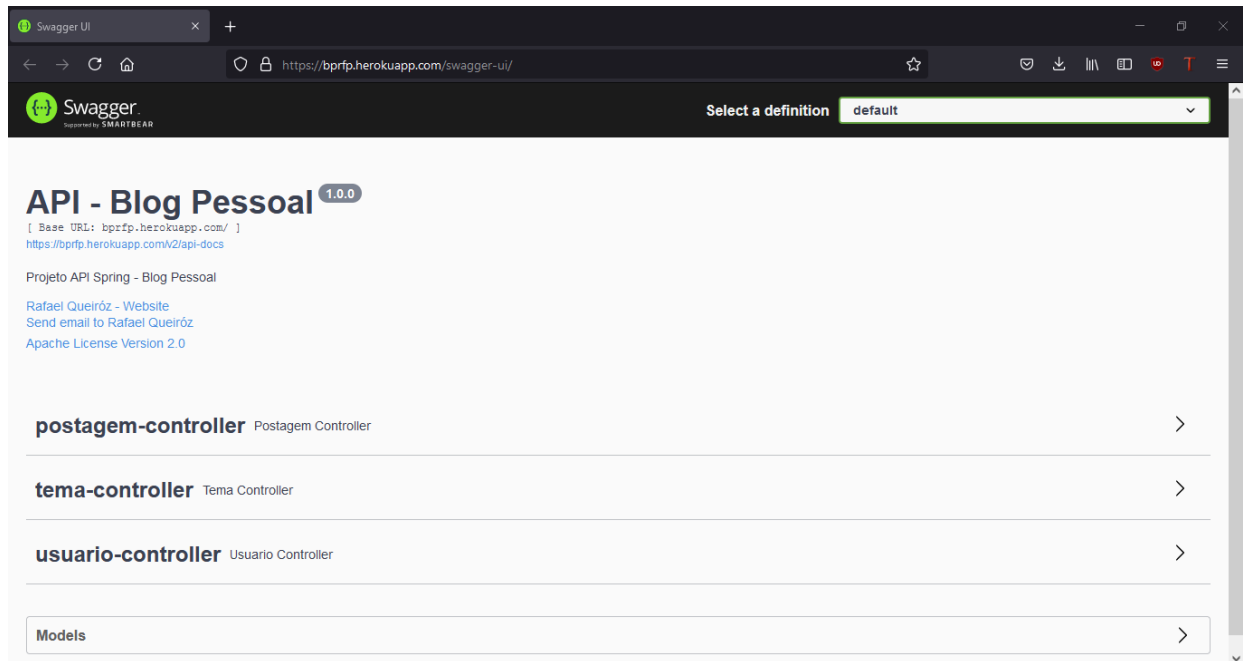 Swagger UI
https://bprfp.herokuapp.com/swagger-ui/
Swagger
Supported by SMARTBEAR
Select a definition
default
API - Blog Pessoal 1.0.0
[ Base URL: bprfp.herokuapp.com/ ]
https://bprfp.herokuapp.com/v2/api-docs
Projeto API Spring - Blog Pessoal
Rafael Queiróz - Website
Send email to Rafael Queiróz
Apache License Version 2.0
postagem-controller Postagem Controller
tema-controller Tema Controller
usuario-controller Usuario Controller
Models